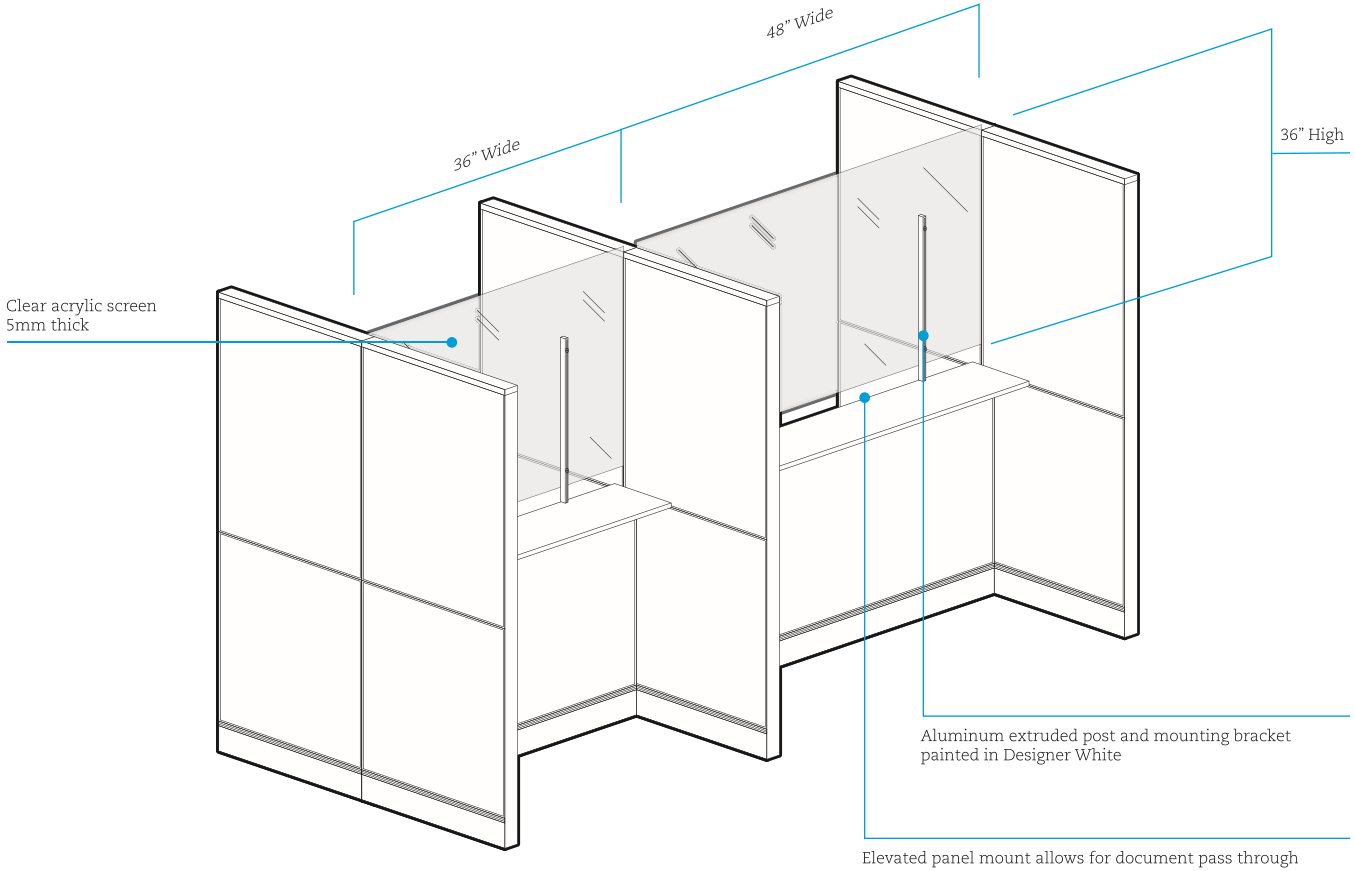 48” Wide
36” Wide
36” High
Clear acrylic screen
5mm thick
Aluminum extruded post and mounting bracket
painted in Designer White
Elevated panel mount allows for document pass through